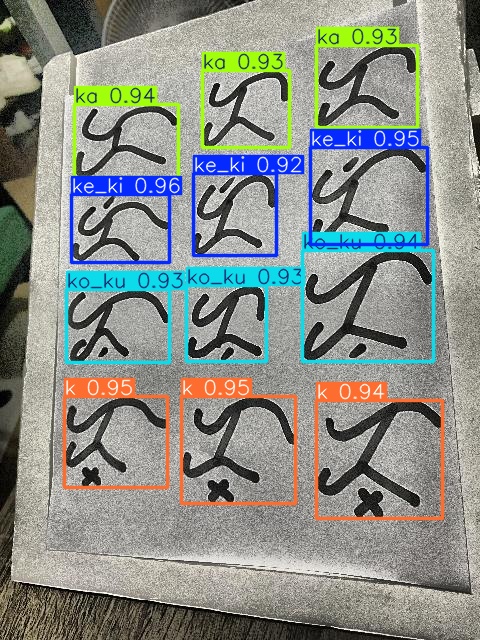 ka 0.94 ka 0.93 ka 0.93
ᜃ ᜃ ᜃ
ke_ki 0.96 ke_ki 0.92 ke_ki 0.95
ᜃᜒ ᜃᜒ ᜃᜒ
ko_ku 0.93 ko_ku 0.93 ko_ku 0.94
ᜃᜓ ᜃᜓ ᜃᜓ
k 0.95 k 0.95 k 0.94
ᜃ᜔ ᜃ᜔ ᜃ᜔